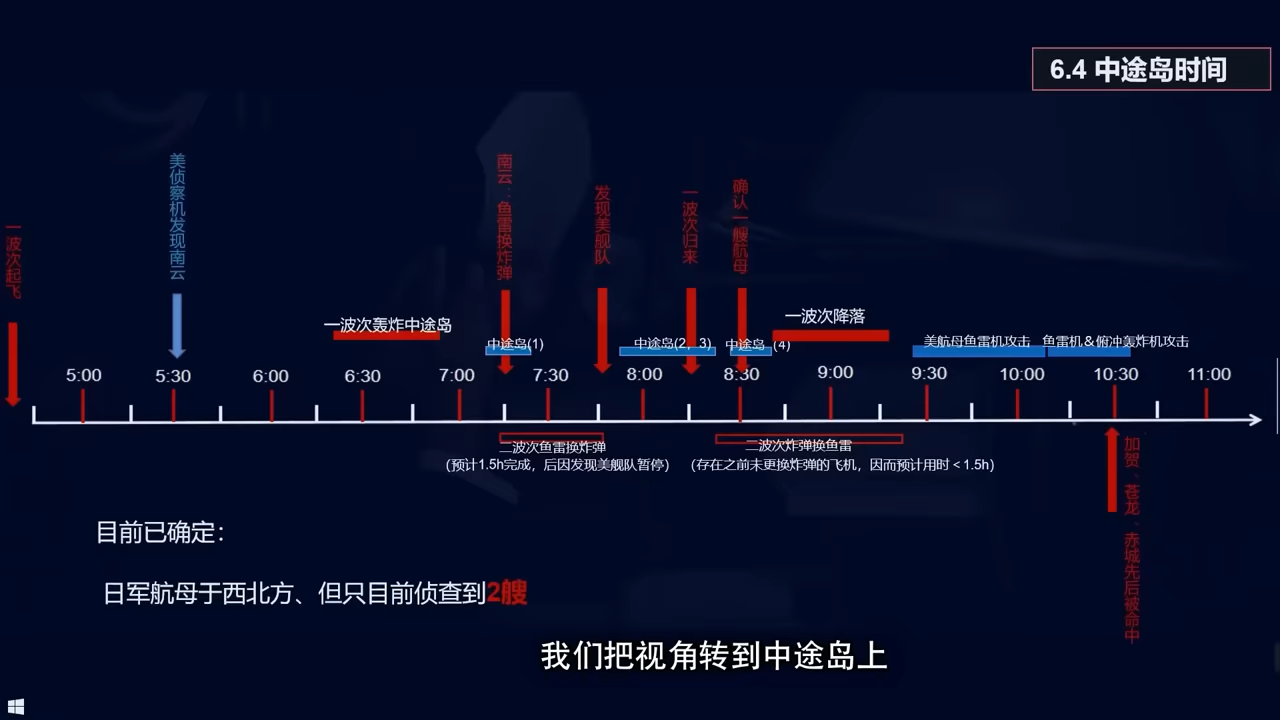 6.4 中途岛时间
一波次起飞
美侦察机发现南云
南云：鱼雷换炸弹
发现美舰队
一波次归来
确认一艘航母
一波次轰炸中途岛
一波次降落
中途岛(1)
中途岛(2，3)
中途岛 (4)
美航母鱼雷机攻击
鱼雷机＆俯冲轰炸机攻击
5:00
5:30
6:00
6:30
7:00
7:30
8:00
8:30
9:00
9:30
10:00
10:30
11:00
二波次鱼雷换炸弹
(预计1.5h完成，后因发现美舰队暂停)
二波次炸弹换鱼雷
(存在之前未更换炸弹的飞机，因而预计用时＜1.5h)
加贺、苍龙、赤城先后被命中
目前已确定：
日军航母于西北方、但只目前侦查到2艘
我们把视角转到中途岛上